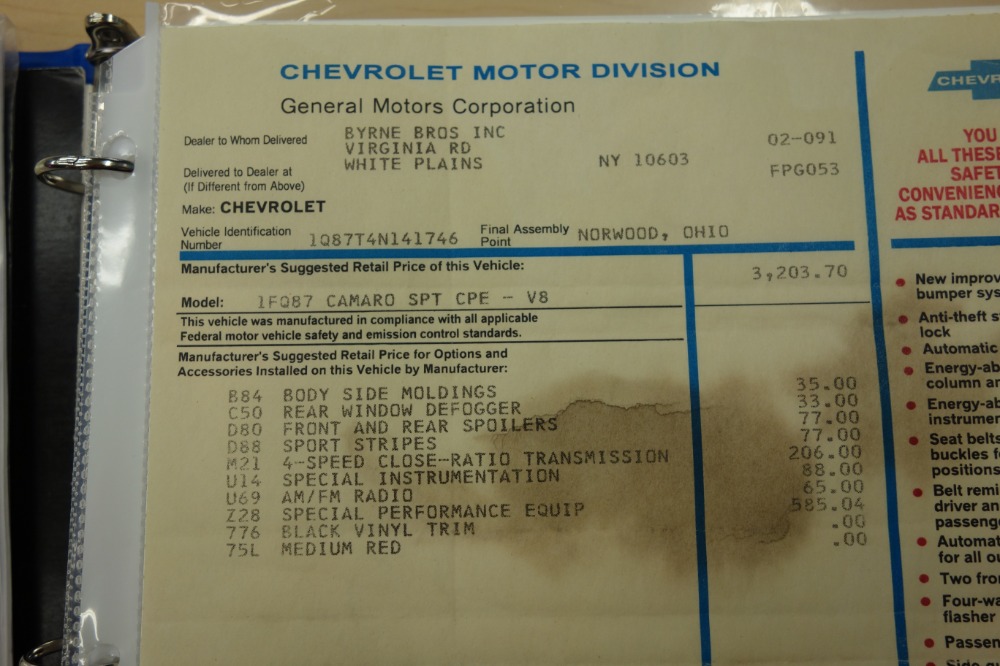 CHEVROLET MOTOR DIVISION
General Motors Corporation
Dealer to Whom Delivered BYRNE BROS INC 02-091
VIRGINIA RD
WHITE PLAINS NY 10603 FPG053
Delivered to Dealer at
(If Different from Above)
Make: CHEVROLET
Vehicle Identification Number 1Q87T4N141746 Final Assembly Point NORWOOD, OHIO
Manufacturer's Suggested Retail Price of this Vehicle: 3,203.70
Model: 1FQ87 CAMARO SPT CPE - V8
This vehicle was manufactured in compliance with all applicable
Federal motor vehicle safety and emission control standards.
Manufacturer's Suggested Retail Price for Options and
Accessories Installed on this Vehicle by Manufacturer:
B84 BODY SIDE MOLDINGS 35.00
C50 REAR WINDOW DEFOGGER 33.00
D80 FRONT AND REAR SPOILERS 77.00
D88 SPORT STRIPES 77.00
M21 4-SPEED CLOSE-RATIO TRANSMISSION 206.00
U14 SPECIAL INSTRUMENTATION 88.00
U69 AM/FM RADIO 65.00
Z28 SPECIAL PERFORMANCE EQUIP 585.04
776 BLACK VINYL TRIM .00
75L MEDIUM RED .00
CHEVR
YOU
ALL THESE
SAFET
CONVENIENC
AS STANDAR
New improv
bumper sys
Anti-theft s
lock
Automatic
Energy-ab
column an
Energy-ab
instrumen
Seat belts
buckles f
positions
Belt remi
driver an
passeng
Automat
for all o
Two fro
Four-wa
flasher
Passen